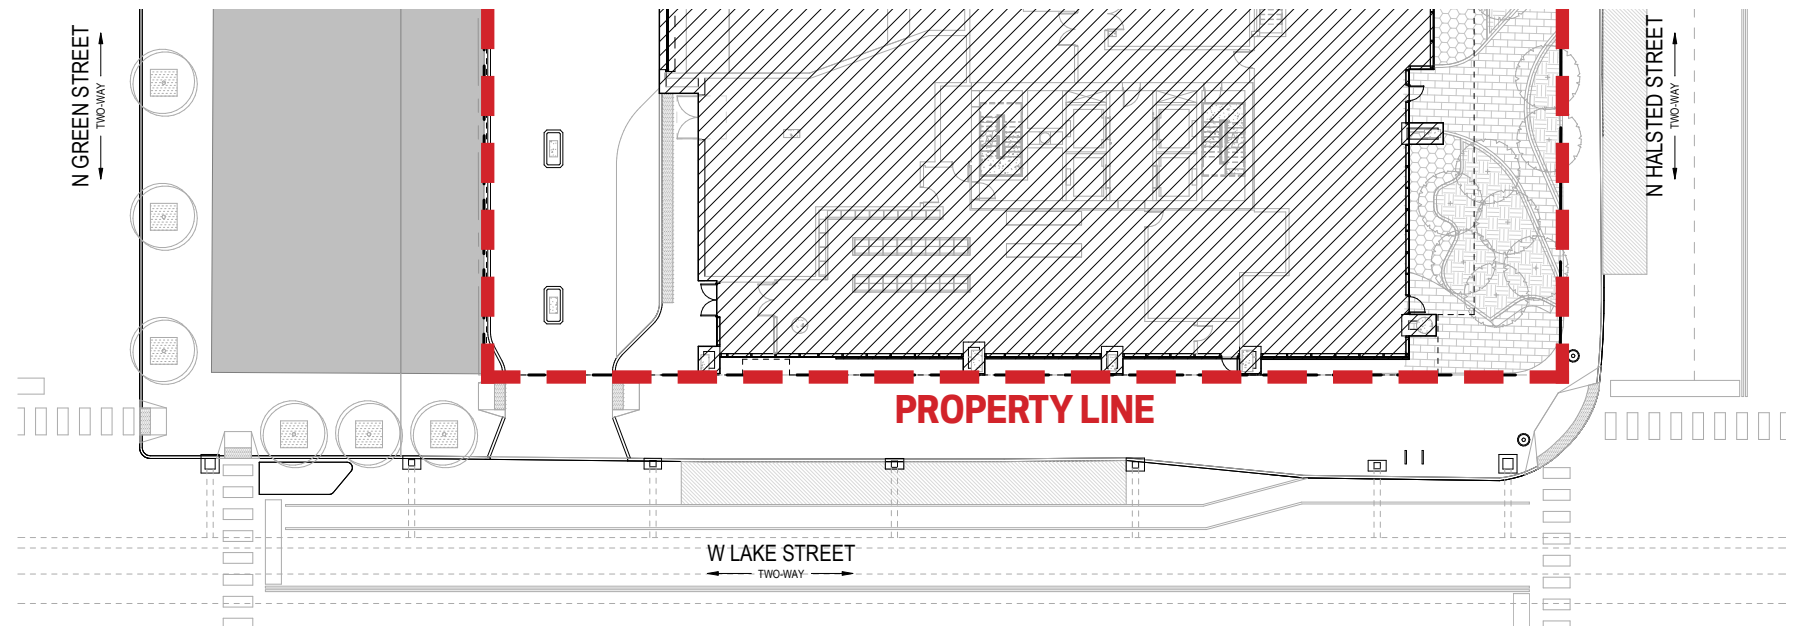 N GREEN STREET
TWO-WAY
N HALSTED STREET
TWO-WAY
PROPERTY LINE
W LAKE STREET
TWO-WAY